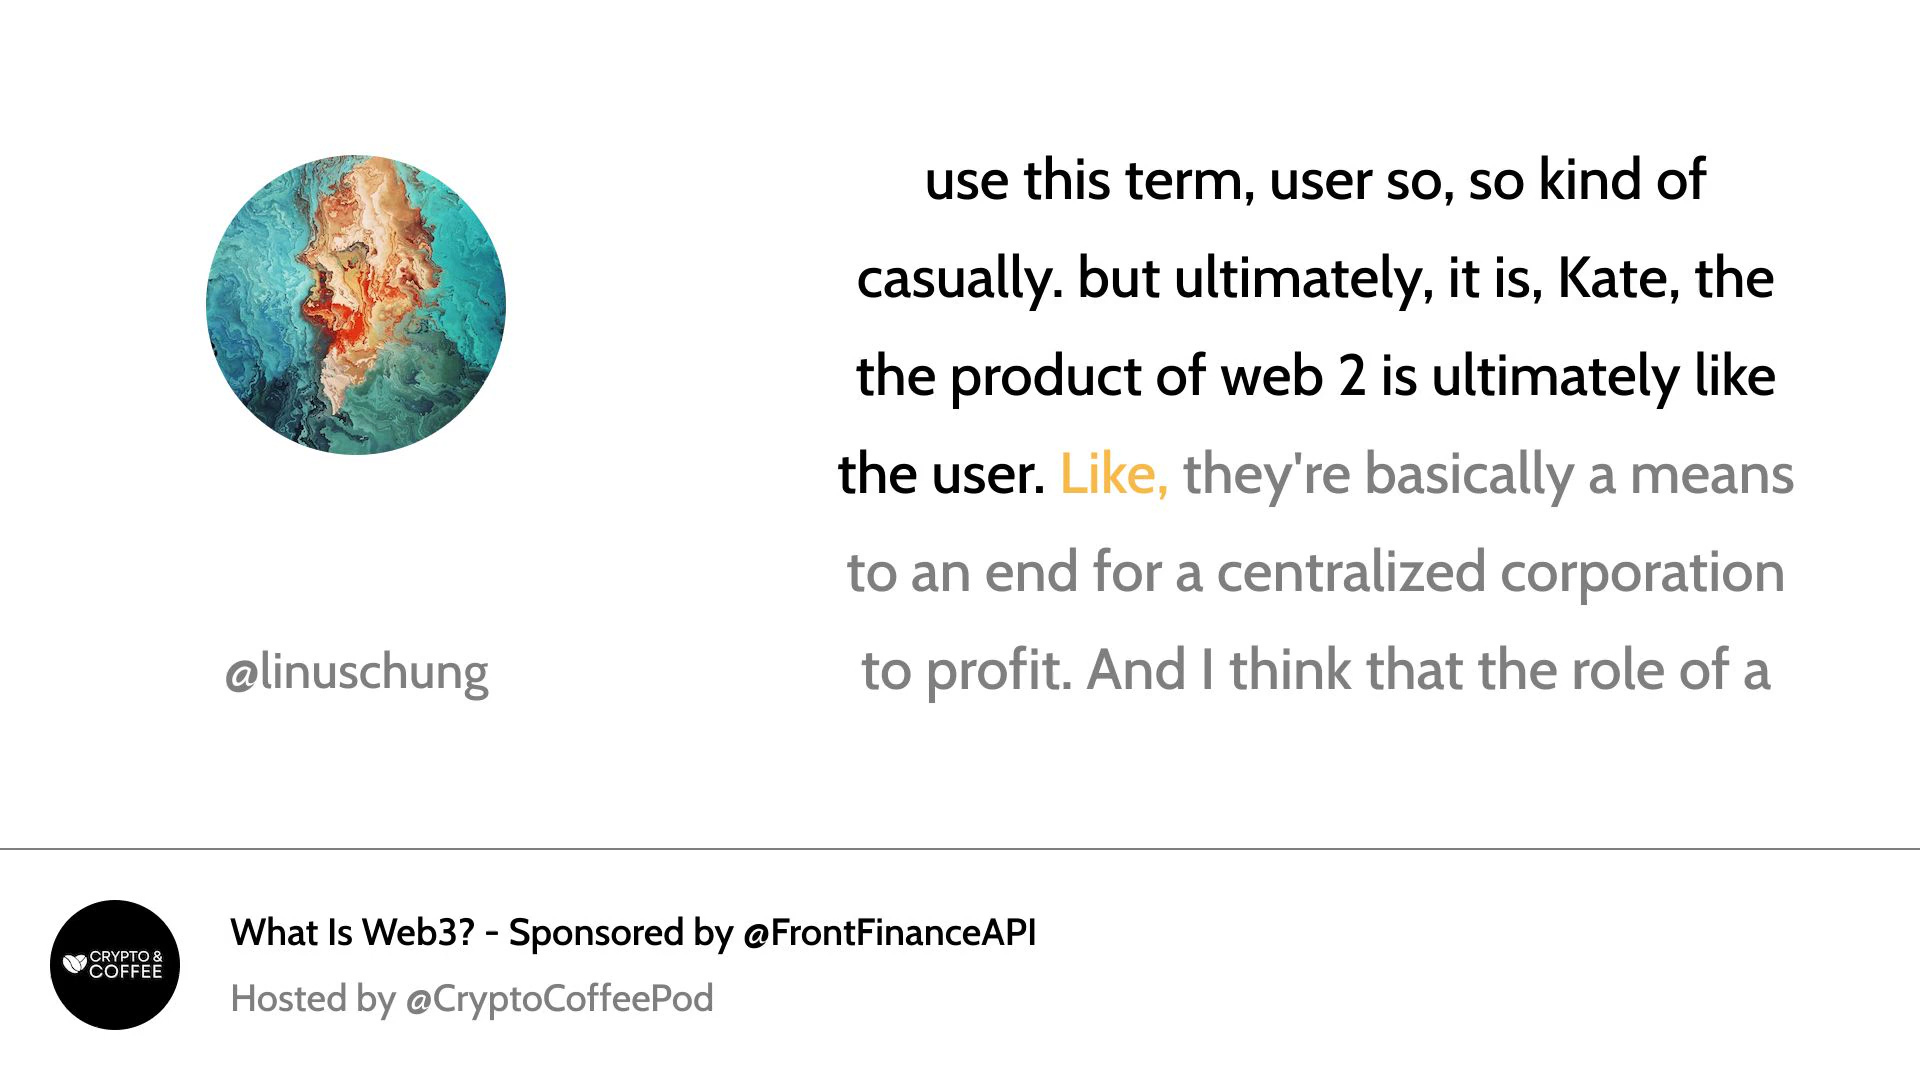 use this term, user so, so kind of
casually. but ultimately, it is, Kate, the
the product of web 2 is ultimately like
the user. Like, they're basically a means
to an end for a centralized corporation
to profit. And I think that the role of a
@linuschung
CRYPTO &
COFFEE
What Is Web3? - Sponsored by @FrontFinanceAPI
Hosted by @CryptoCoffeePod